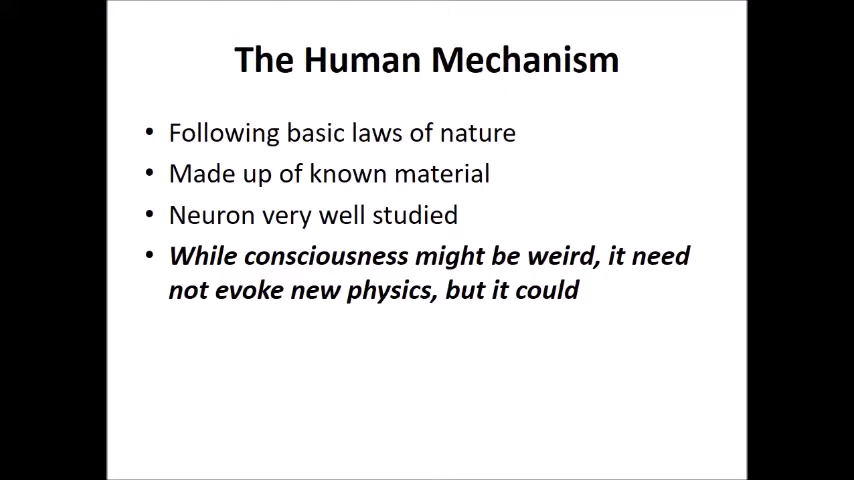 The Human Mechanism
• Following basic laws of nature
• Made up of known material
• Neuron very well studied
• While consciousness might be weird, it need
not evoke new physics, but it could